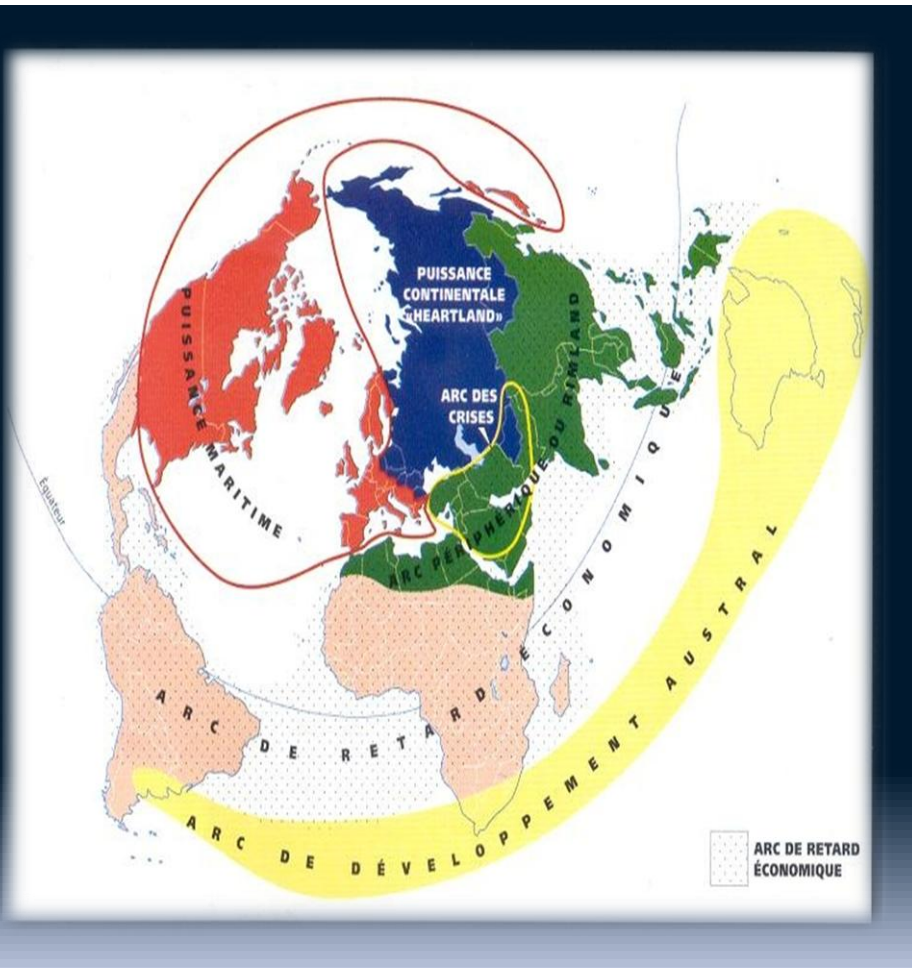 PUISSANCE
CONTINENTALE
«HEARTLAND»
PUISSANCE MARITIME
ARC DES
CRISES
ARC PÉRIPHÉRIQUE OU RIMLAND
Équateur
ARC DE RETARD ÉCONOMIQUE
ARC DE DÉVELOPPEMENT AUSTRAL
ARC DE RETARD
ÉCONOMIQUE